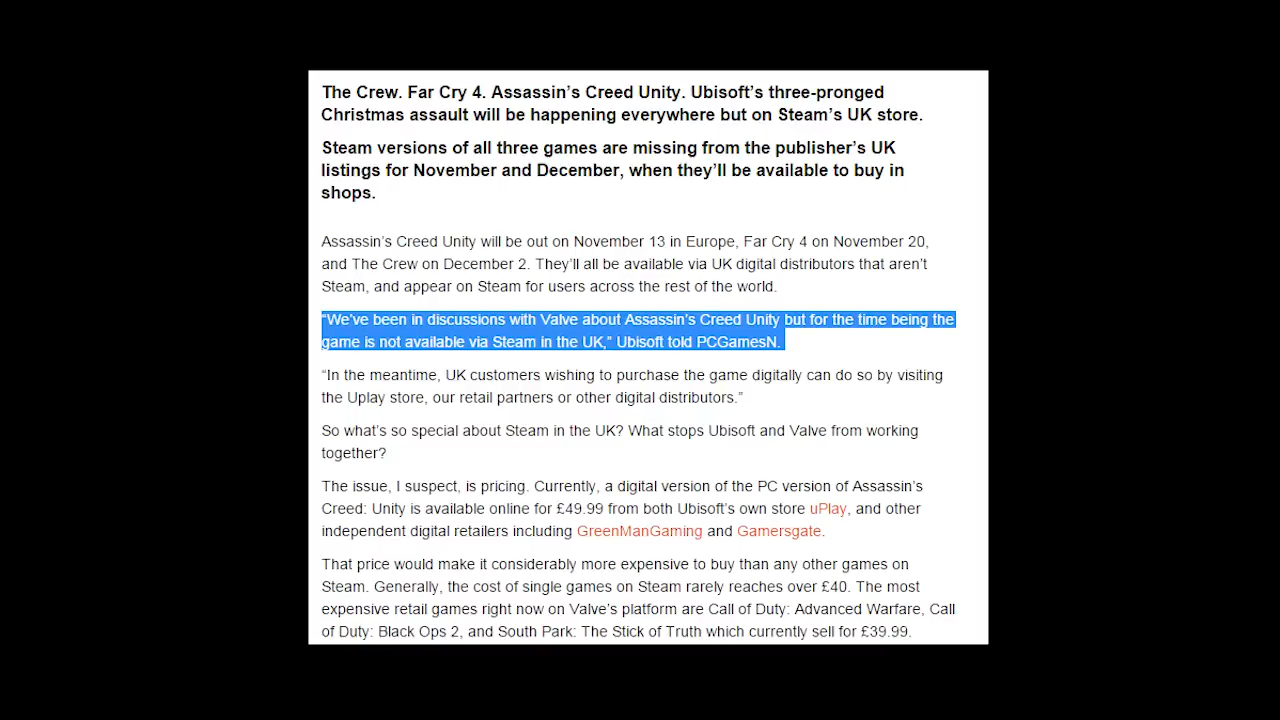 The Crew. Far Cry 4. Assassin’s Creed Unity. Ubisoft’s three-pronged
Christmas assault will be happening everywhere but on Steam’s UK store.
Steam versions of all three games are missing from the publisher’s UK
listings for November and December, when they’ll be available to buy in
shops.
Assassin’s Creed Unity will be out on November 13 in Europe, Far Cry 4 on November 20,
and The Crew on December 2. They’ll all be available via UK digital distributors that aren’t
Steam, and appear on Steam for users across the rest of the world.
“We’ve been in discussions with Valve about Assassin’s Creed Unity but for the time being the
game is not available via Steam in the UK,” Ubisoft told PCGamesN.
“In the meantime, UK customers wishing to purchase the game digitally can do so by visiting
the Uplay store, our retail partners or other digital distributors.”
So what’s so special about Steam in the UK? What stops Ubisoft and Valve from working
together?
The issue, I suspect, is pricing. Currently, a digital version of the PC version of Assassin’s
Creed: Unity is available online for £49.99 from both Ubisoft’s own store uPlay, and other
independent digital retailers including GreenManGaming and Gamersgate.
That price would make it considerably more expensive to buy than any other games on
Steam. Generally, the cost of single games on Steam rarely reaches over £40. The most
expensive retail games right now on Valve’s platform are Call of Duty: Advanced Warfare, Call
of Duty: Black Ops 2, and South Park: The Stick of Truth which currently sell for £39.99.